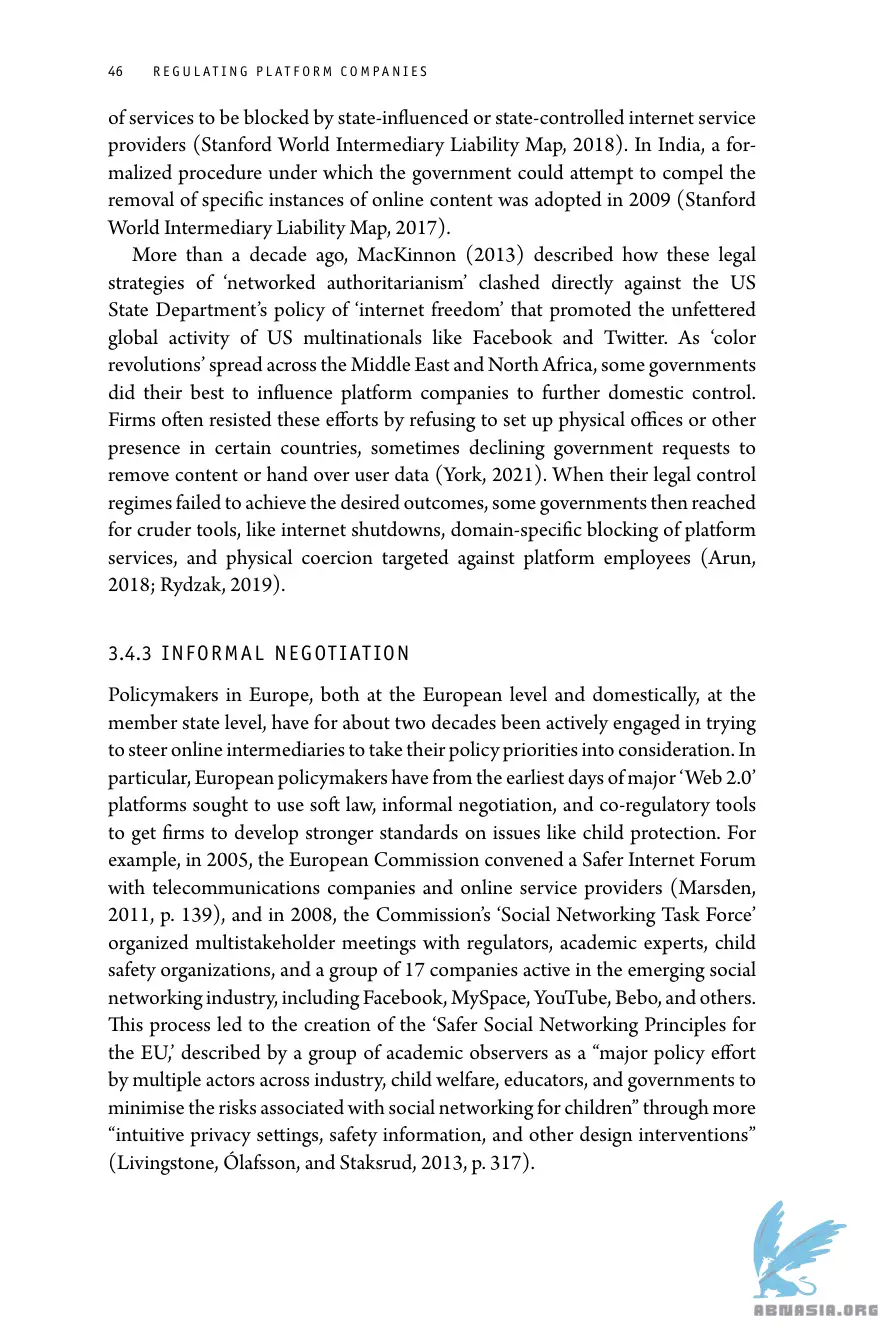 46 REGULATING PLATFORM COMPANIES
of services to be blocked by state-influenced or state-controlled internet service
providers (Stanford World Intermediary Liability Map, 2018). In India, a for-
malized procedure under which the government could attempt to compel the
removal of specific instances of online content was adopted in 2009 (Stanford
World Intermediary Liability Map, 2017).
More than a decade ago, MacKinnon (2013) described how these legal
strategies of ‘networked authoritarianism’ clashed directly against the US
State Department’s policy of ‘internet freedom’ that promoted the unfettered
global activity of US multinationals like Facebook and Twitter. As ‘color
revolutions’ spread across the Middle East and North Africa, some governments
did their best to influence platform companies to further domestic control.
Firms often resisted these efforts by refusing to set up physical offices or other
presence in certain countries, sometimes declining government requests to
remove content or hand over user data (York, 2021). When their legal control
regimes failed to achieve the desired outcomes, some governments then reached
for cruder tools, like internet shutdowns, domain-specific blocking of platform
services, and physical coercion targeted against platform employees (Arun,
2018; Rydzak, 2019).
3.4.3 INFORMAL NEGOTIATION
Policymakers in Europe, both at the European level and domestically, at the
member state level, have for about two decades been actively engaged in trying
to steer online intermediaries to take their policy priorities into consideration. In
particular, European policymakers have from the earliest days of major ‘Web 2.0’
platforms sought to use soft law, informal negotiation, and co-regulatory tools
to get firms to develop stronger standards on issues like child protection. For
example, in 2005, the European Commission convened a Safer Internet Forum
with telecommunications companies and online service providers (Marsden,
2011, p. 139), and in 2008, the Commission’s ‘Social Networking Task Force’
organized multistakeholder meetings with regulators, academic experts, child
safety organizations, and a group of 17 companies active in the emerging social
networking industry, including Facebook, MySpace, YouTube, Bebo, and others.
This process led to the creation of the ‘Safer Social Networking Principles for
the EU,’ described by a group of academic observers as a “major policy effort
by multiple actors across industry, child welfare, educators, and governments to
minimise the risks associated with social networking for children” through more
“intuitive privacy settings, safety information, and other design interventions”
(Livingstone, Ólafsson, and Staksrud, 2013, p. 317).
ABNASIA.ORG